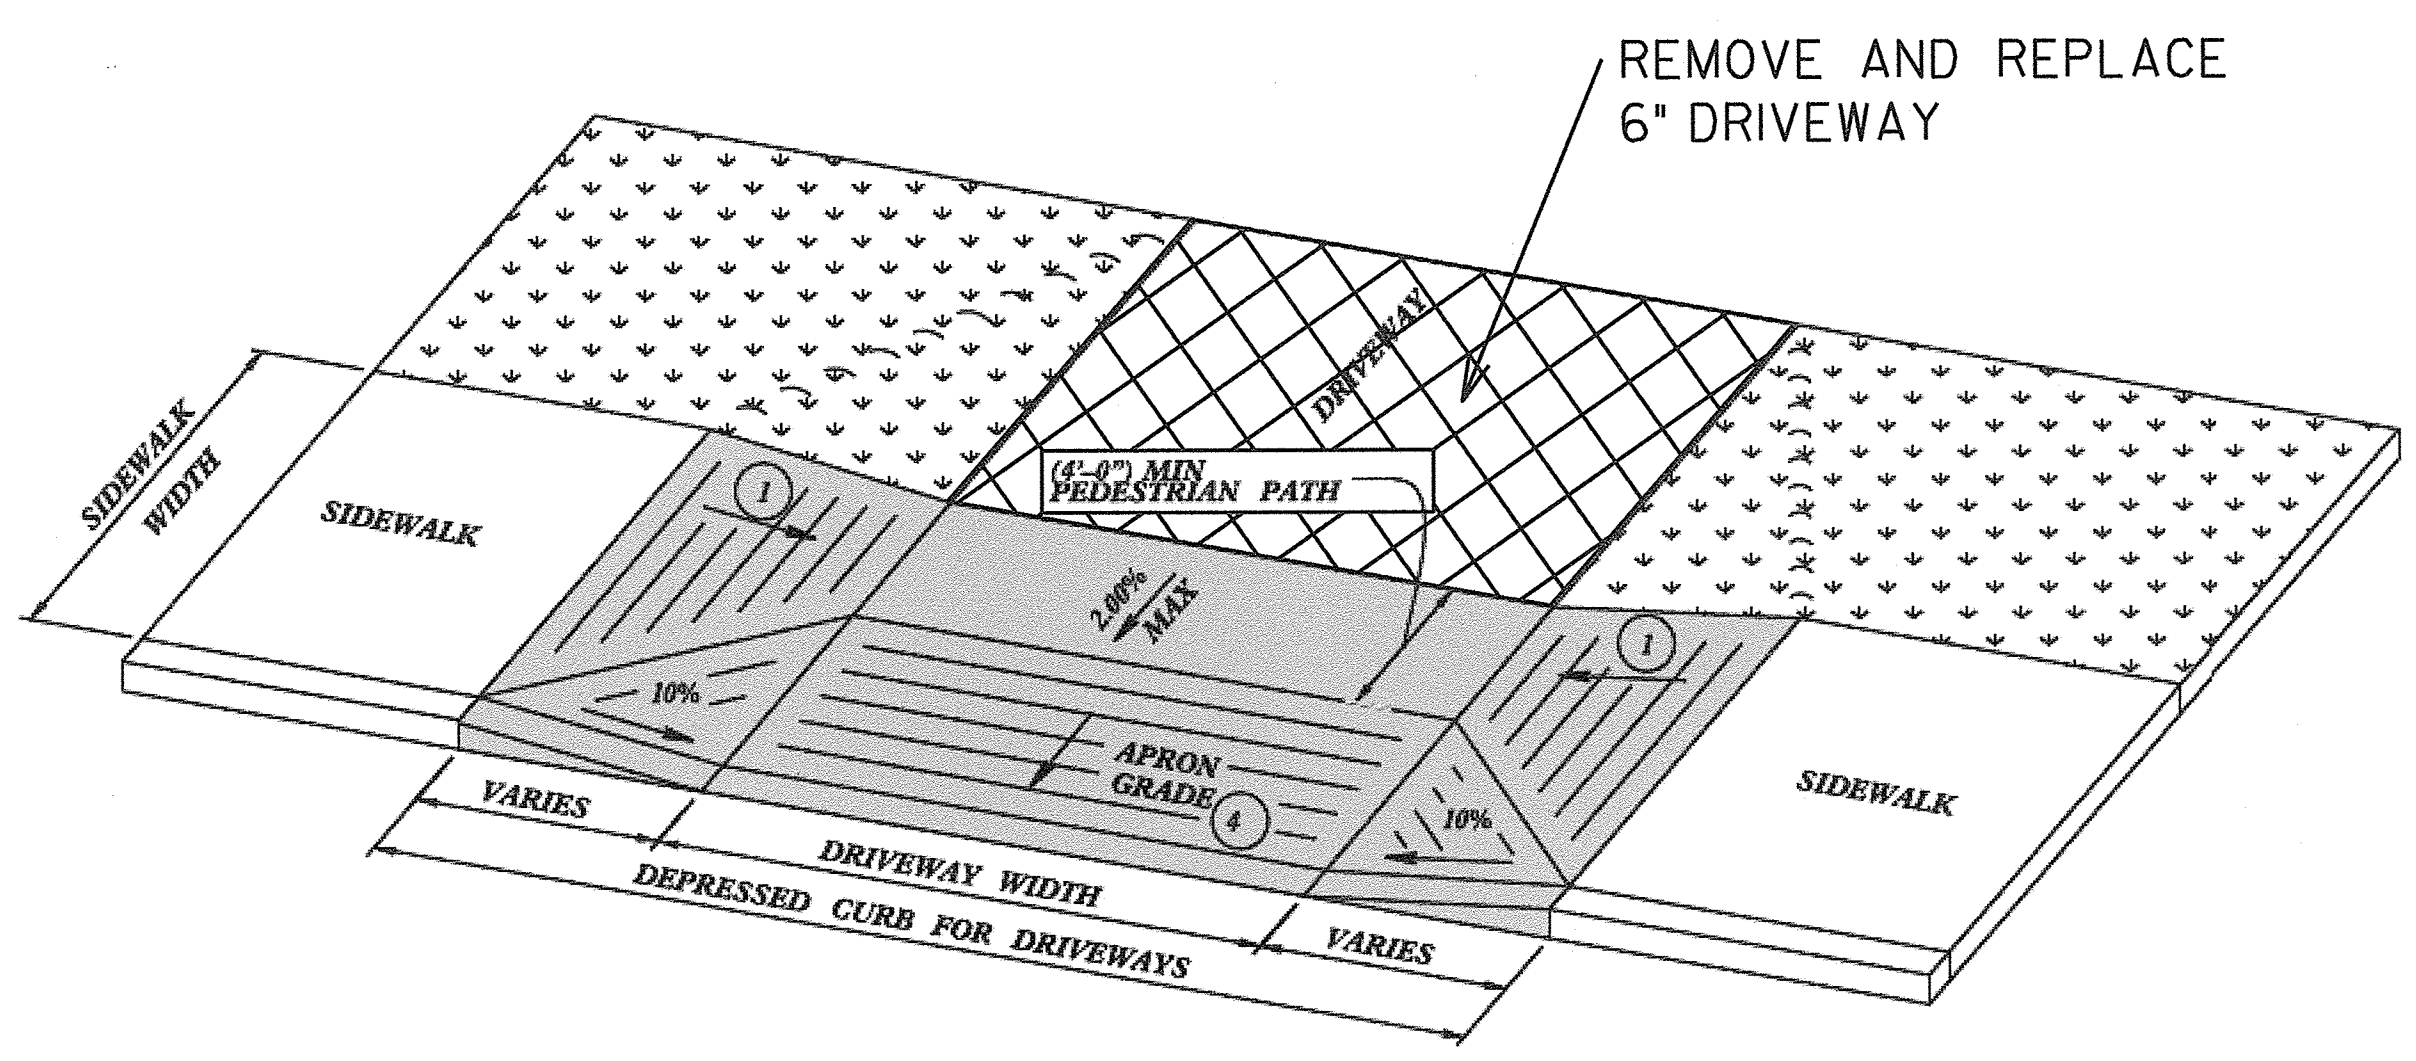 REMOVE AND REPLACE
6" DRIVEWAY
DRIVEWAY
SIDEWALK
WIDTH
(4'-0") MIN
PEDESTRIAN PATH
1
SIDEWALK
2.00%
MAX
1
10%
APRON
GRADE
4
10%
SIDEWALK
VARIES
DRIVEWAY WIDTH
VARIES
DEPRESSED CURB FOR DRIVEWAYS